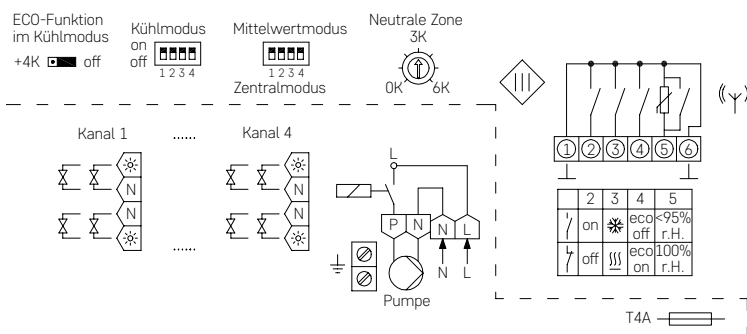 ECO-Funktion
im Kühlmodus
+4K off
Kühlmodus
on
off
1 2 3 4
Mittelwertmodus
1 2 3 4
Zentralmodus
Neutrale Zone
3K
0K 6K
1 2 3 4 5 6
Kanal 1 ...... Kanal 4
N N
N N
......
L
P N N L
N L
Pumpe
2 3 4 5
on eco off <95% r.H.
off eco on 100% r.H.
T4A